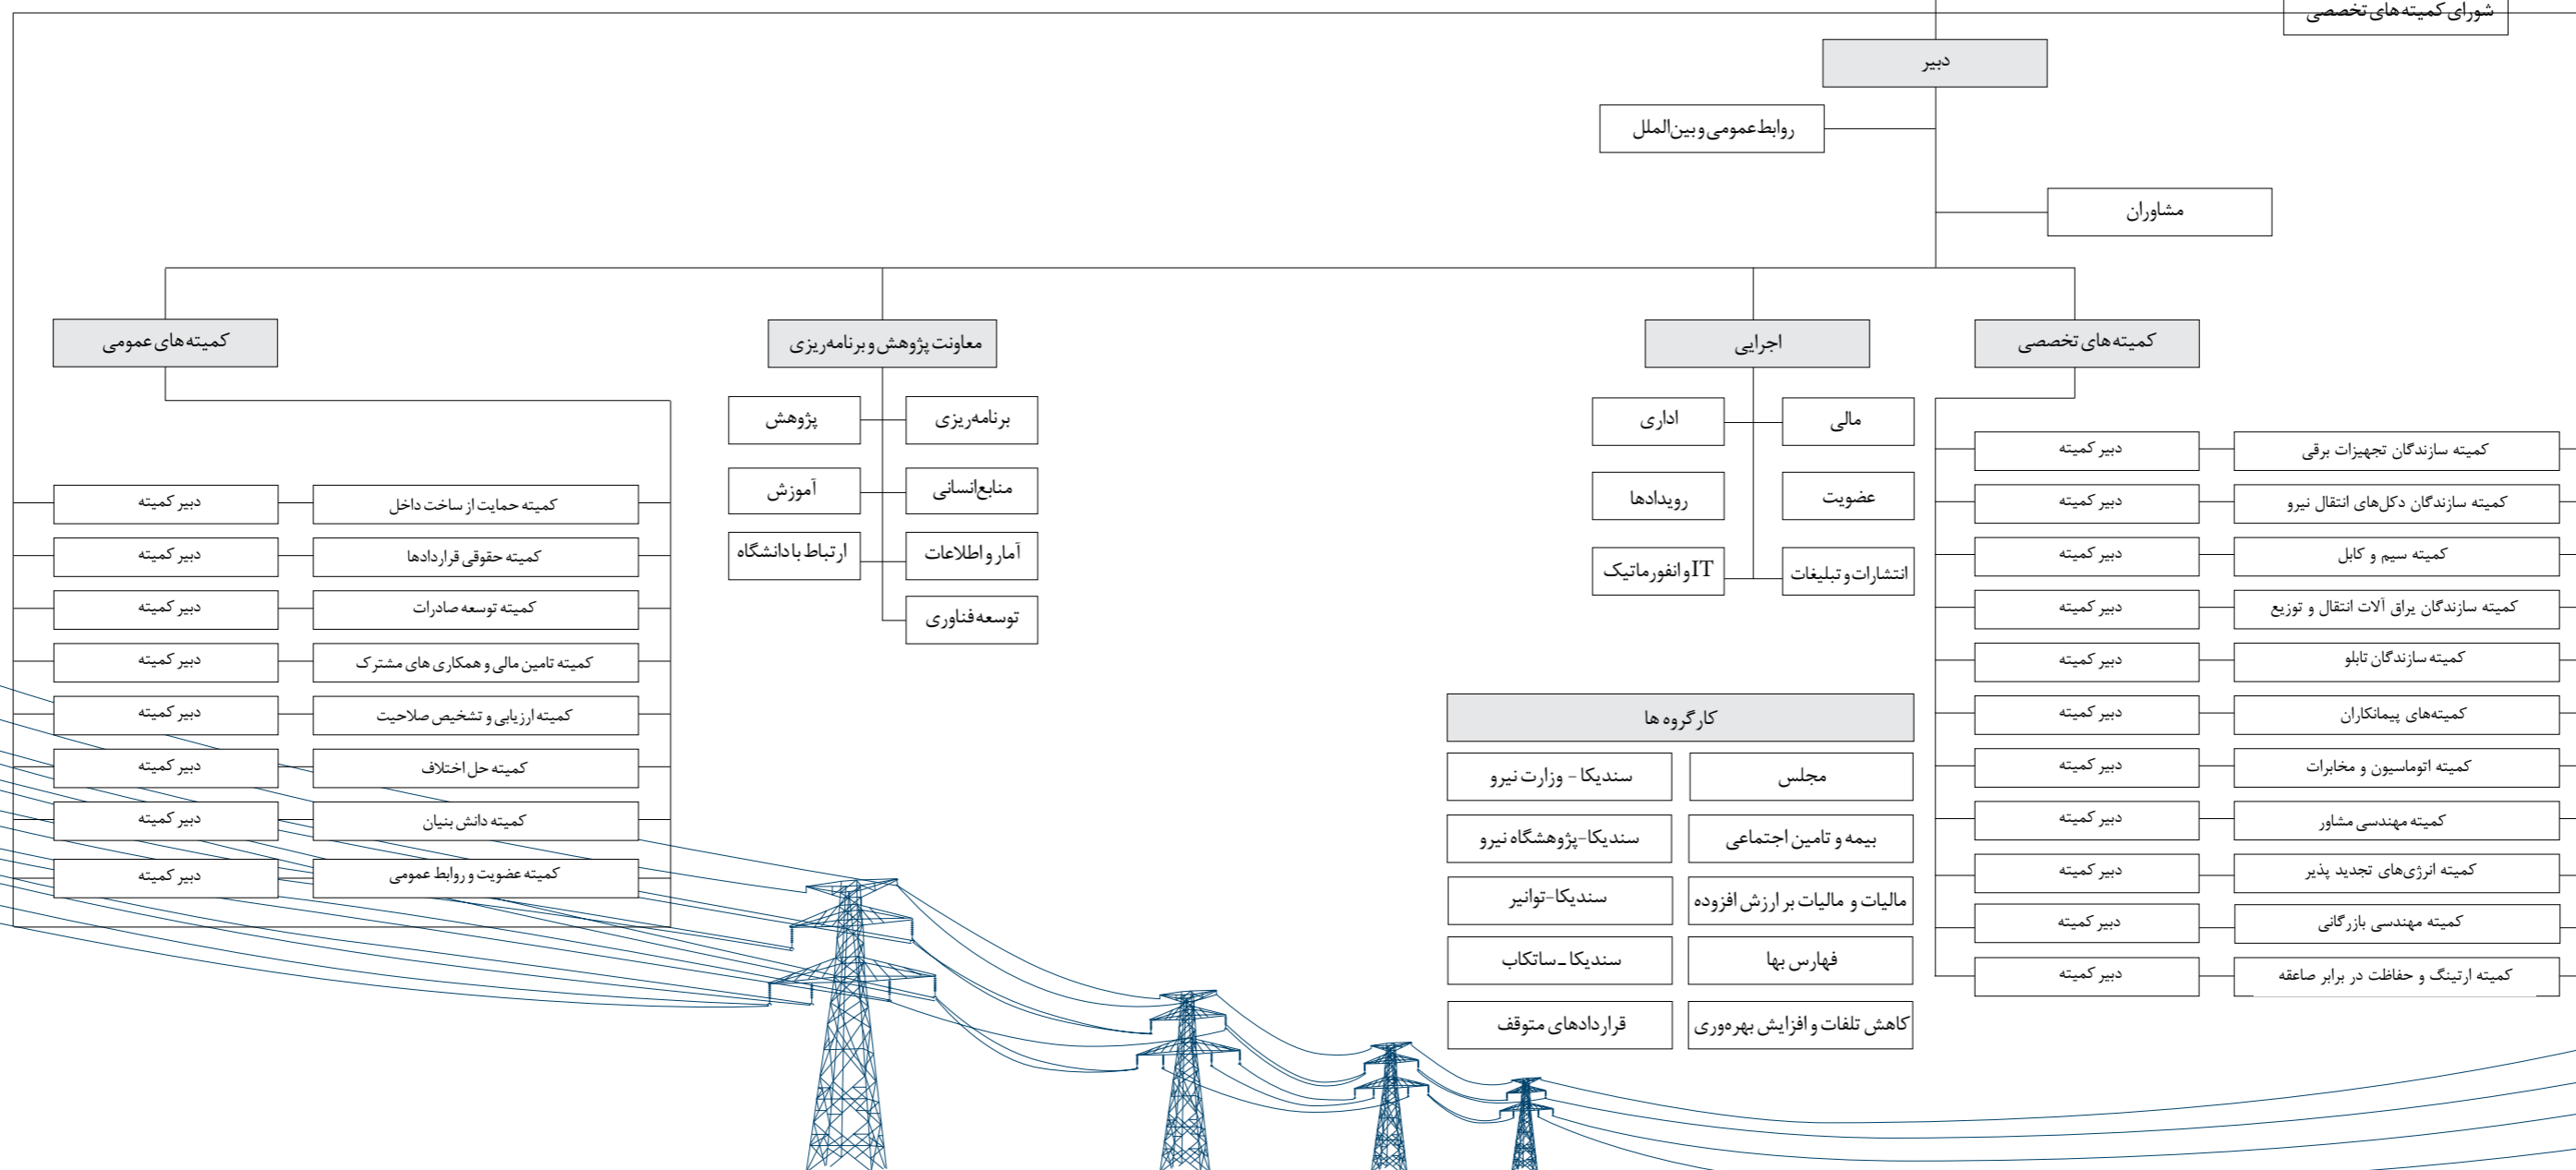 شورای کمیته‌های تخصصی
دبیر
روابط عمومی و بین‌الملل
مشاوران
کمیته‌های تخصصی
اجرایی
معاونت پژوهش و برنامه‌ریزی
کمیته‌های عمومی
کمیته سازندگان تجهیزات برقی
دبیر کمیته
کمیته سازندگان دکل‌های انتقال نیرو
دبیر کمیته
کمیته سیم و کابل
دبیر کمیته
کمیته سازندگان یراق آلات انتقال و توزیع
دبیر کمیته
کمیته سازندگان تابلو
دبیر کمیته
کمیته‌های پیمانکاران
دبیر کمیته
کمیته اتوماسیون و مخابرات
دبیر کمیته
کمیته مهندسی مشاور
دبیر کمیته
کمیته انرژی‌های تجدید پذیر
دبیر کمیته
کمیته مهندسی بازرگانی
دبیر کمیته
کمیته ارتینگ و حفاظت در برابر صاعقه
دبیر کمیته
مالی
اداری
عضویت
رویدادها
انتشارات و تبلیغات
IT و انفورماتیک
کارگروه ها
مجلس
سندیکا - وزارت نیرو
بیمه و تامین اجتماعی
سندیکا-پژوهشگاه نیرو
مالیات و مالیات بر ارزش افزوده
سندیکا-توانیر
فهارس بها
سندیکا ـ ساتکاب
کاهش تلفات و افزایش بهره‌وری
قراردادهای متوقف
برنامه‌ریزی
پژوهش
منابع انسانی
آموزش
آمار و اطلاعات
ارتباط با دانشگاه
توسعه فناوری
کمیته حمایت از ساخت داخل
دبیر کمیته
کمیته حقوقی قراردادها
دبیر کمیته
کمیته توسعه صادرات
دبیر کمیته
کمیته تامین مالی و همکاری های مشترک
دبیر کمیته
کمیته ارزیابی و تشخیص صلاحیت
دبیر کمیته
کمیته حل اختلاف
دبیر کمیته
کمیته دانش بنیان
دبیر کمیته
کمیته عضویت و روابط عمومی
دبیر کمیته